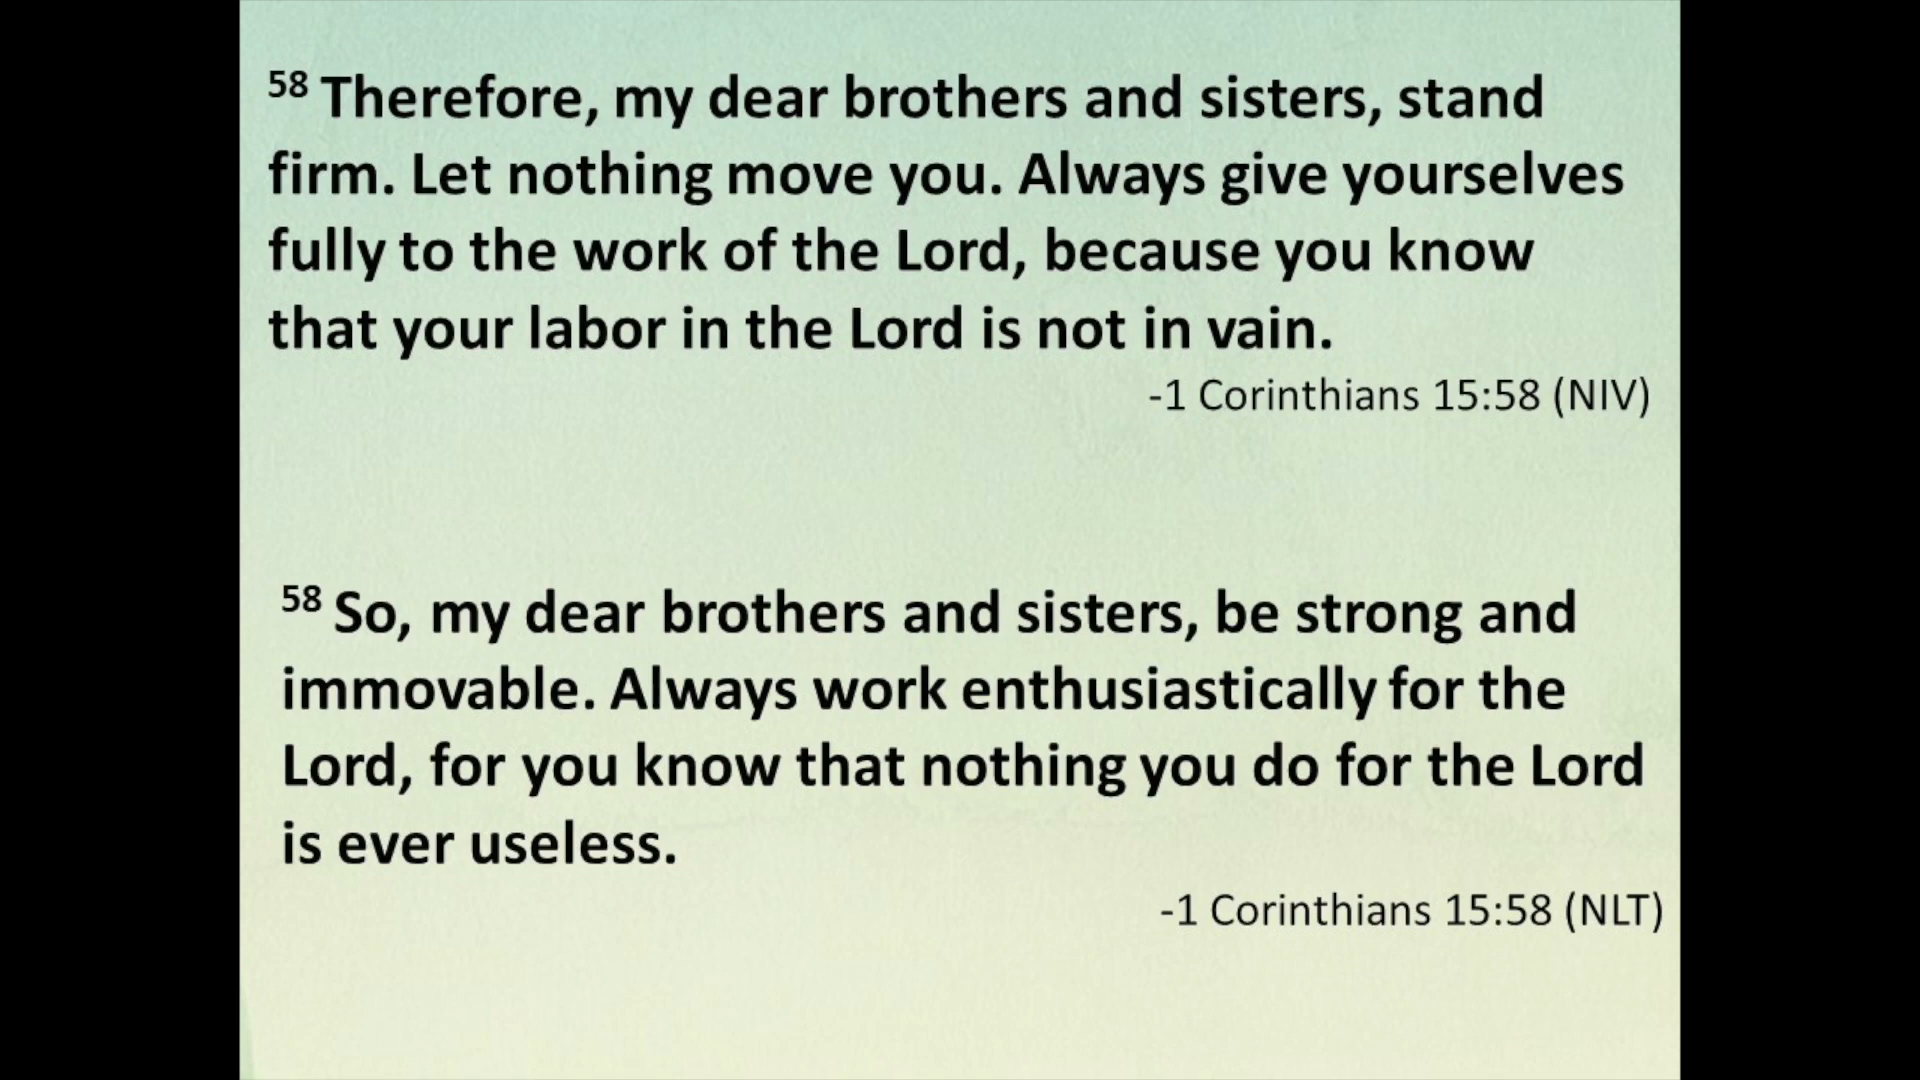 58 Therefore, my dear brothers and sisters, stand
firm. Let nothing move you. Always give yourselves
fully to the work of the Lord, because you know
that your labor in the Lord is not in vain.
-1 Corinthians 15:58 (NIV)
58 So, my dear brothers and sisters, be strong and
immovable. Always work enthusiastically for the
Lord, for you know that nothing you do for the Lord
is ever useless.
-1 Corinthians 15:58 (NLT)